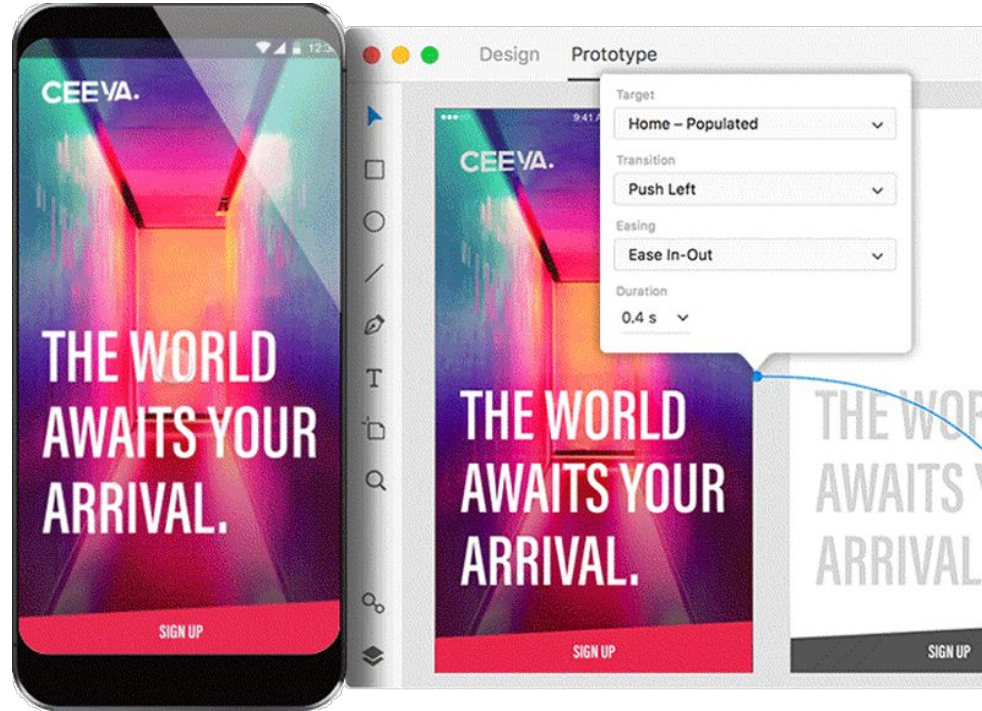 12:3
CEEVA.
THE WORLD
AWAITS YOUR
ARRIVAL.
SIGN UP
Design
Prototype
Target
Home – Populated
Transition
Push Left
Easing
Ease In-Out
Duration
0.4 s
9:41 A
CEEVA.
THE WORLD
AWAITS YOUR
ARRIVAL.
SIGN UP
THE WOR
AWAITS Y
ARRIVAL
SIGN UP